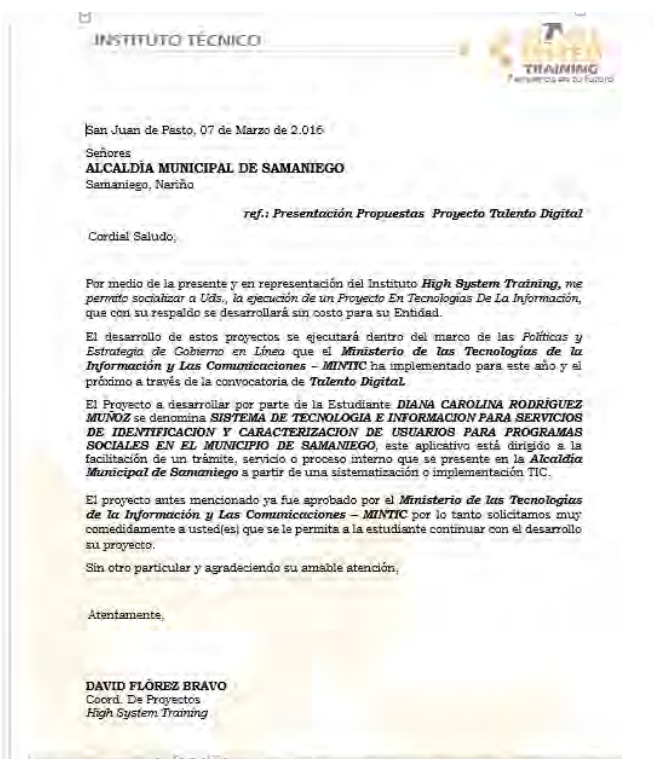 INSTITUTO TÉCNICO
TRAINING
San Juan de Pasto, 07 de Marzo de 2.016
Señores
ALCALDÍA MUNICIPAL DE SAMANIEGO
Samaniego, Nariño
ref.: Presentación Propuestas Proyecto Talento Digital
Cordial Saludo,
Por medio de la presente y en representación del Instituto High System Training, me
permito socializar a Uds., la ejecución de un Proyecto En Tecnologías De La Información,
que con su respaldo se desarrollará sin costo para su Entidad.
El desarrollo de estos proyectos se ejecutará dentro del marco de las Políticas y
Estrategia de Gobierno en Línea que el Ministerio de las Tecnologías de la
Información y Las Comunicaciones – MINTIC ha implementado para este año y el
próximo a través de la convocatoria de Talento Digital.
El Proyecto a desarrollar por parte de la Estudiante DIANA CAROLINA RODRÍGUEZ
MUÑOZ se denomina SISTEMA DE TECNOLOGIA E INFORMACION PARA SERVICIOS
DE IDENTIFICACIÓN Y CARACTERIZACION DE USUARIOS PARA PROGRAMAS
SOCIALES EN EL MUNICIPIO DE SAMANIEGO, este aplicativo está dirigido a la
facilitación de un trámite, servicio o proceso interno que se presente en la Alcaldía
Municipal de Samaniego a partir de una sistematización o implementación TIC.
El proyecto antes mencionado ya fue aprobado por el Ministerio de las Tecnologías
de la Información y Las Comunicaciones – MINTIC por lo tanto solicitamos muy
comedidamente a usted(es) que se le permita a la estudiante continuar con el desarrollo
su proyecto.
Sin otro particular y agradeciendo su amable atención,
Atentamente,
DAVID FLÓREZ BRAVO
Coord. De Proyectos
High System Training